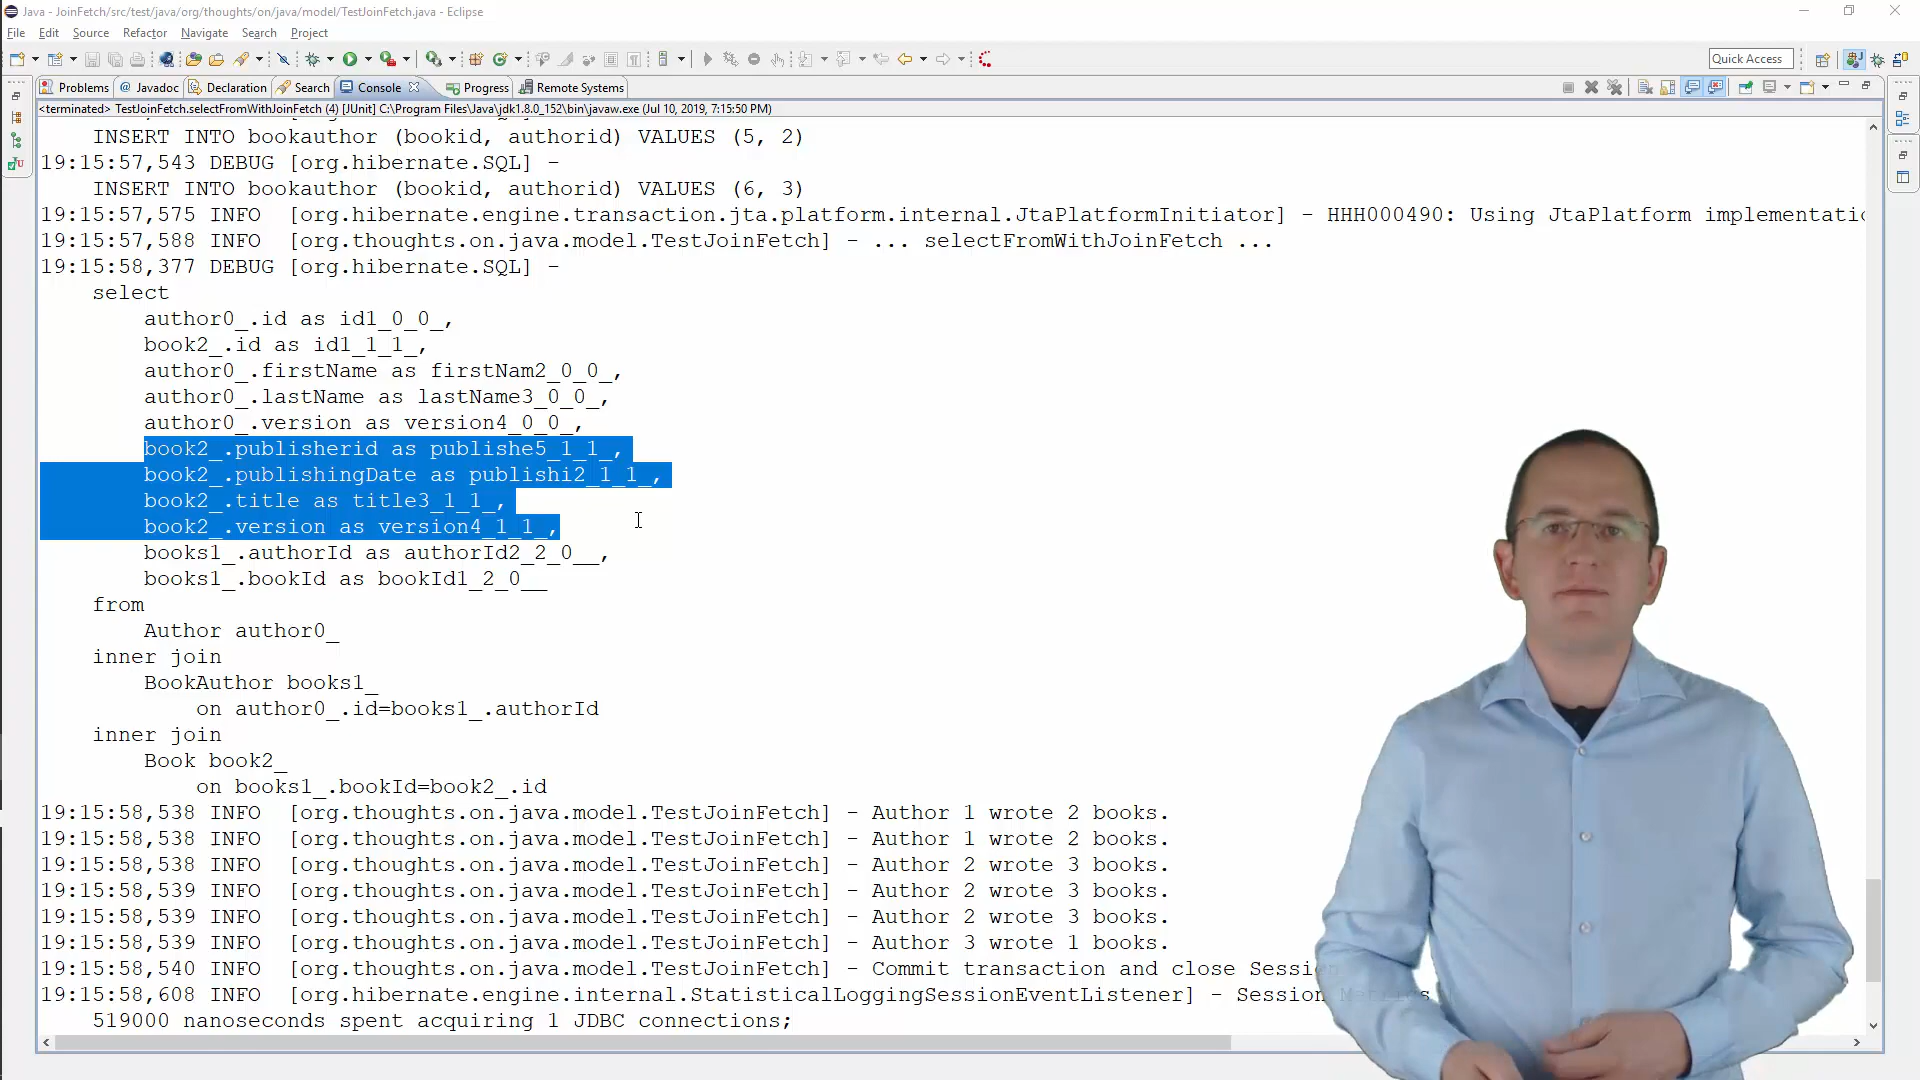 Java - JoinFetch/src/test/java/org/thoughts/on/java/model/TestJoinFetch.java - Eclipse
File Edit Source Refactor Navigate Search Project
Quick Access
Problems @ Javadoc Declaration Search Console Progress Remote Systems
<terminated> TestJoinFetch.selectFromWithJoinFetch (4) [JUnit] C:\Program Files\Java\jdk1.8.0_152\bin\javaw.exe (Jul 10, 2019, 7:15:50 PM)
INSERT INTO bookauthor (bookid, authorid) VALUES (5, 2)
19:15:57,543 DEBUG [org.hibernate.SQL] -
INSERT INTO bookauthor (bookid, authorid) VALUES (6, 3)
19:15:57,575 INFO [org.hibernate.engine.transaction.jta.platform.internal.JtaPlatformInitiator] - HHH000490: Using JtaPlatform implementatio
19:15:57,588 INFO [org.thoughts.on.java.model.TestJoinFetch] - ... selectFromWithJoinFetch ...
19:15:58,377 DEBUG [org.hibernate.SQL] -
select
author0_.id as id1_0_0_,
book2_.id as id1_1_1_,
author0_.firstName as firstNam2_0_0_,
author0_.lastName as lastName3_0_0_,
author0_.version as version4_0_0_,
book2_.publisherid as publishe5_1_1_,
book2_.publishingDate as publishi2_1_1_,
book2_.title as title3_1_1_,
book2_.version as version4_1_1_,
books1_.authorId as authorId2_2_0__,
books1_.bookId as bookId1_2_0__
from
Author author0_
inner join
BookAuthor books1_
on author0_.id=books1_.authorId
inner join
Book book2_
on books1_.bookId=book2_.id
19:15:58,538 INFO [org.thoughts.on.java.model.TestJoinFetch] - Author 1 wrote 2 books.
19:15:58,538 INFO [org.thoughts.on.java.model.TestJoinFetch] - Author 1 wrote 2 books.
19:15:58,538 INFO [org.thoughts.on.java.model.TestJoinFetch] - Author 2 wrote 3 books.
19:15:58,539 INFO [org.thoughts.on.java.model.TestJoinFetch] - Author 2 wrote 3 books.
19:15:58,539 INFO [org.thoughts.on.java.model.TestJoinFetch] - Author 2 wrote 3 books.
19:15:58,539 INFO [org.thoughts.on.java.model.TestJoinFetch] - Author 3 wrote 1 books.
19:15:58,540 INFO [org.thoughts.on.java.model.TestJoinFetch] - Commit transaction and close Session
19:15:58,608 INFO [org.hibernate.engine.internal.StatisticalLoggingSessionEventListener] - Session Metrics
519000 nanoseconds spent acquiring 1 JDBC connections;